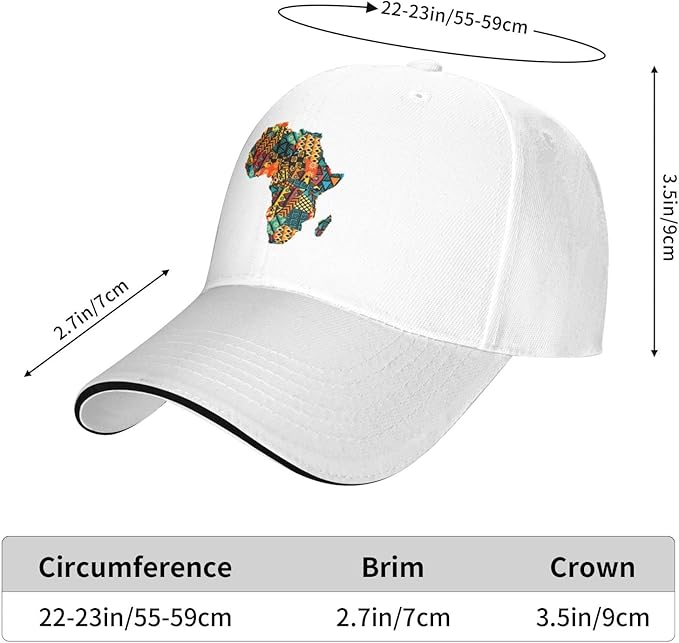 22-23in/55-59cm
3.5in/9cm
2.7in/7cm
Circumference Brim Crown
22-23in/55-59cm 2.7in/7cm 3.5in/9cm